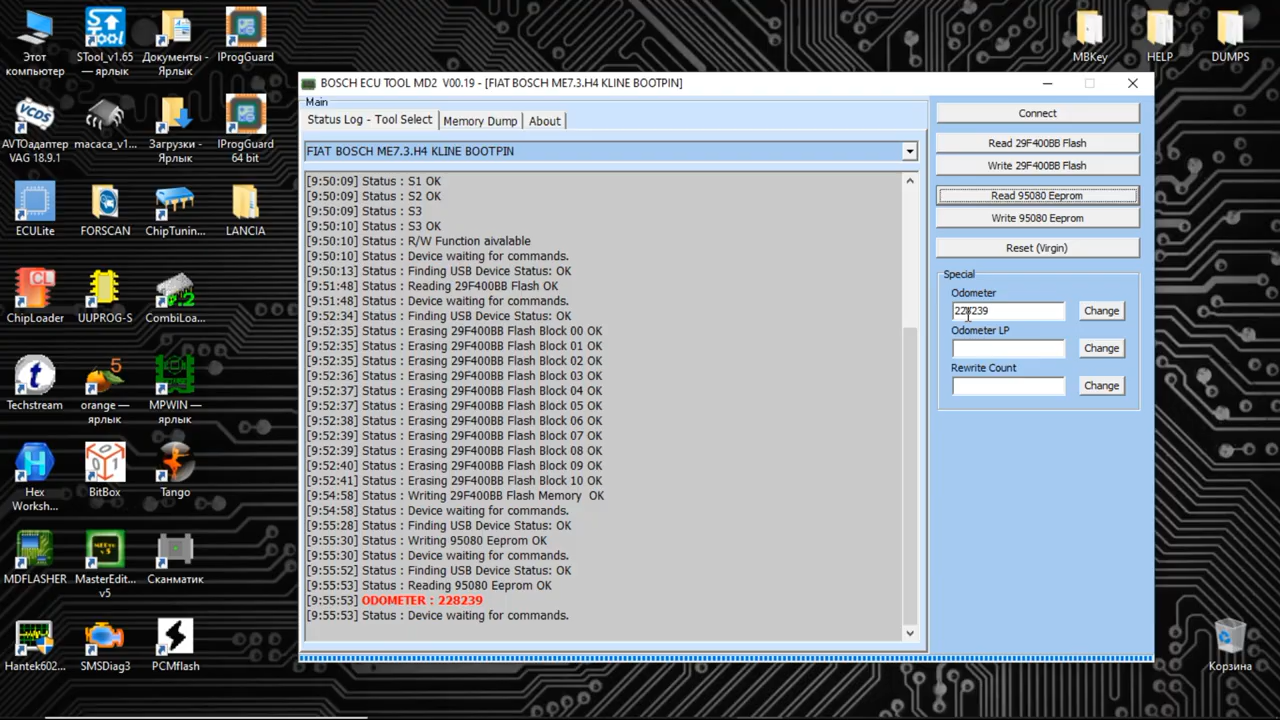 Этот
компьютер
STool_v1.65
— ярлык
Документы -
Ярлык
IProgGuard
MBKey
HELP
DUMPS
AVTOадаптер
VAG 18.9.1
macaca_v1...
Загрузки -
Ярлык
IProgGuard
64 bit
ECULite
FORSCAN
ChipTunin...
LANCIA
ChipLoader
UUPROG-S
CombiLoa...
Techstream
orange —
ярлык
MPWIN —
ярлык
Hex
Worksh...
BitBox
Tango
MDFLASHER
MasterEdit...
v5
Сканматик
Hantek602...
SMSDiag3
PCMflash
Корзина
BOSCH ECU TOOL MD2 V00.19 - [FIAT BOSCH ME7.3.H4 KLINE BOOTPIN]
Main
Status Log - Tool Select
Memory Dump
About
FIAT BOSCH ME7.3.H4 KLINE BOOTPIN
[9:50:09] Status : S1 OK
[9:50:09] Status : S2 OK
[9:50:09] Status : S3
[9:50:10] Status : S3 OK
[9:50:10] Status : R/W Function aivalable
[9:50:10] Status : Device waiting for commands.
[9:50:13] Status : Finding USB Device Status: OK
[9:51:48] Status : Reading 29F400BB Flash OK
[9:51:48] Status : Device waiting for commands.
[9:52:34] Status : Finding USB Device Status: OK
[9:52:35] Status : Erasing 29F400BB Flash Block 00 OK
[9:52:35] Status : Erasing 29F400BB Flash Block 01 OK
[9:52:35] Status : Erasing 29F400BB Flash Block 02 OK
[9:52:36] Status : Erasing 29F400BB Flash Block 03 OK
[9:52:37] Status : Erasing 29F400BB Flash Block 04 OK
[9:52:37] Status : Erasing 29F400BB Flash Block 05 OK
[9:52:38] Status : Erasing 29F400BB Flash Block 06 OK
[9:52:39] Status : Erasing 29F400BB Flash Block 07 OK
[9:52:39] Status : Erasing 29F400BB Flash Block 08 OK
[9:52:40] Status : Erasing 29F400BB Flash Block 09 OK
[9:52:41] Status : Erasing 29F400BB Flash Block 10 OK
[9:54:58] Status : Writing 29F400BB Flash Memory OK
[9:54:58] Status : Device waiting for commands.
[9:55:28] Status : Finding USB Device Status: OK
[9:55:30] Status : Writing 95080 Eeprom OK
[9:55:30] Status : Device waiting for commands.
[9:55:52] Status : Finding USB Device Status: OK
[9:55:53] Status : Reading 95080 Eeprom OK
[9:55:53] ODOMETER : 228239
[9:55:53] Status : Device waiting for commands.
Connect
Read 29F400BB Flash
Write 29F400BB Flash
Read 95080 Eeprom
Write 95080 Eeprom
Reset (Virgin)
Special
Odometer
228239
Change
Odometer LP
Change
Rewrite Count
Change